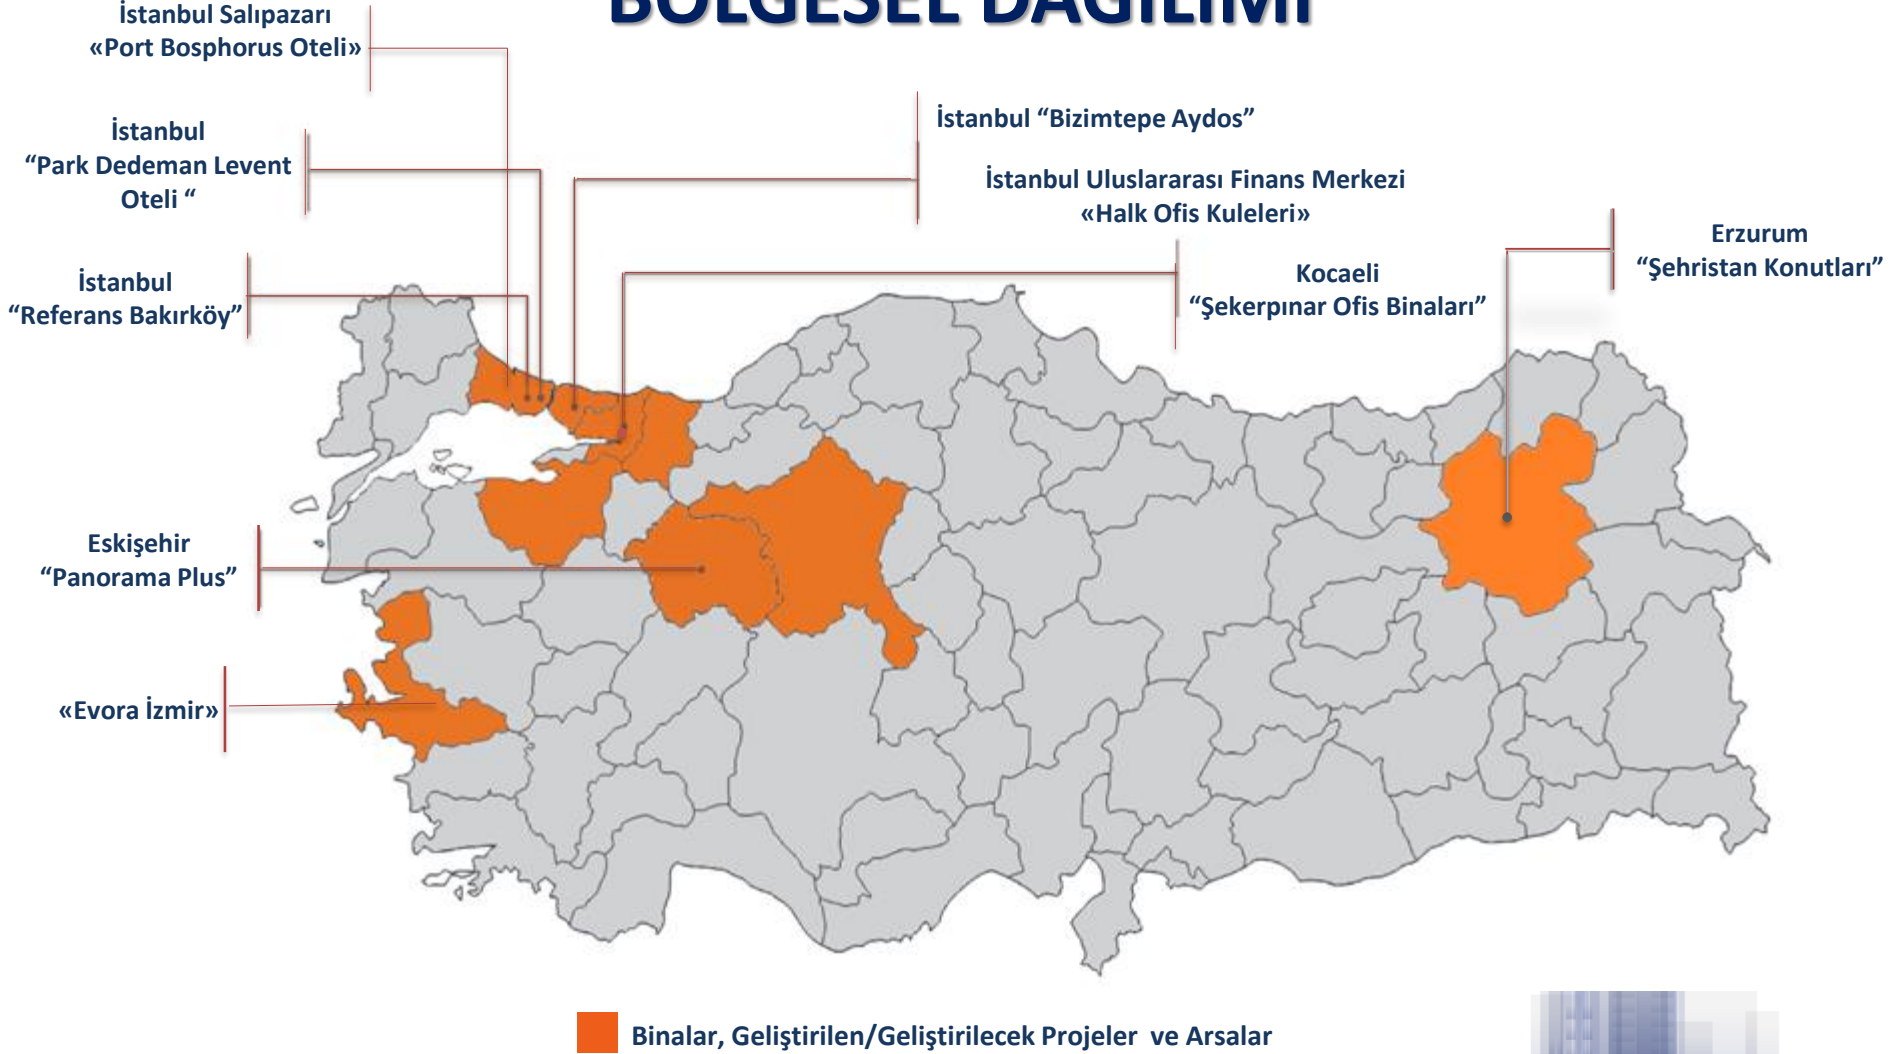 BÖLGESEL DAĞILIMI
İstanbul Salıpazarı
«Port Bosphorus Oteli»
İstanbul
“Park Dedeman Levent
Oteli “
İstanbul
“Referans Bakırköy”
Eskişehir
“Panorama Plus”
«Evora İzmir»
İstanbul “Bizimtepe Aydos”
İstanbul Uluslararası Finans Merkezi
«Halk Ofis Kuleleri»
Kocaeli
“Şekerpınar Ofis Binaları”
Erzurum
“Şehristan Konutları”
Binalar, Geliştirilen/Geliştirilecek Projeler ve Arsalar